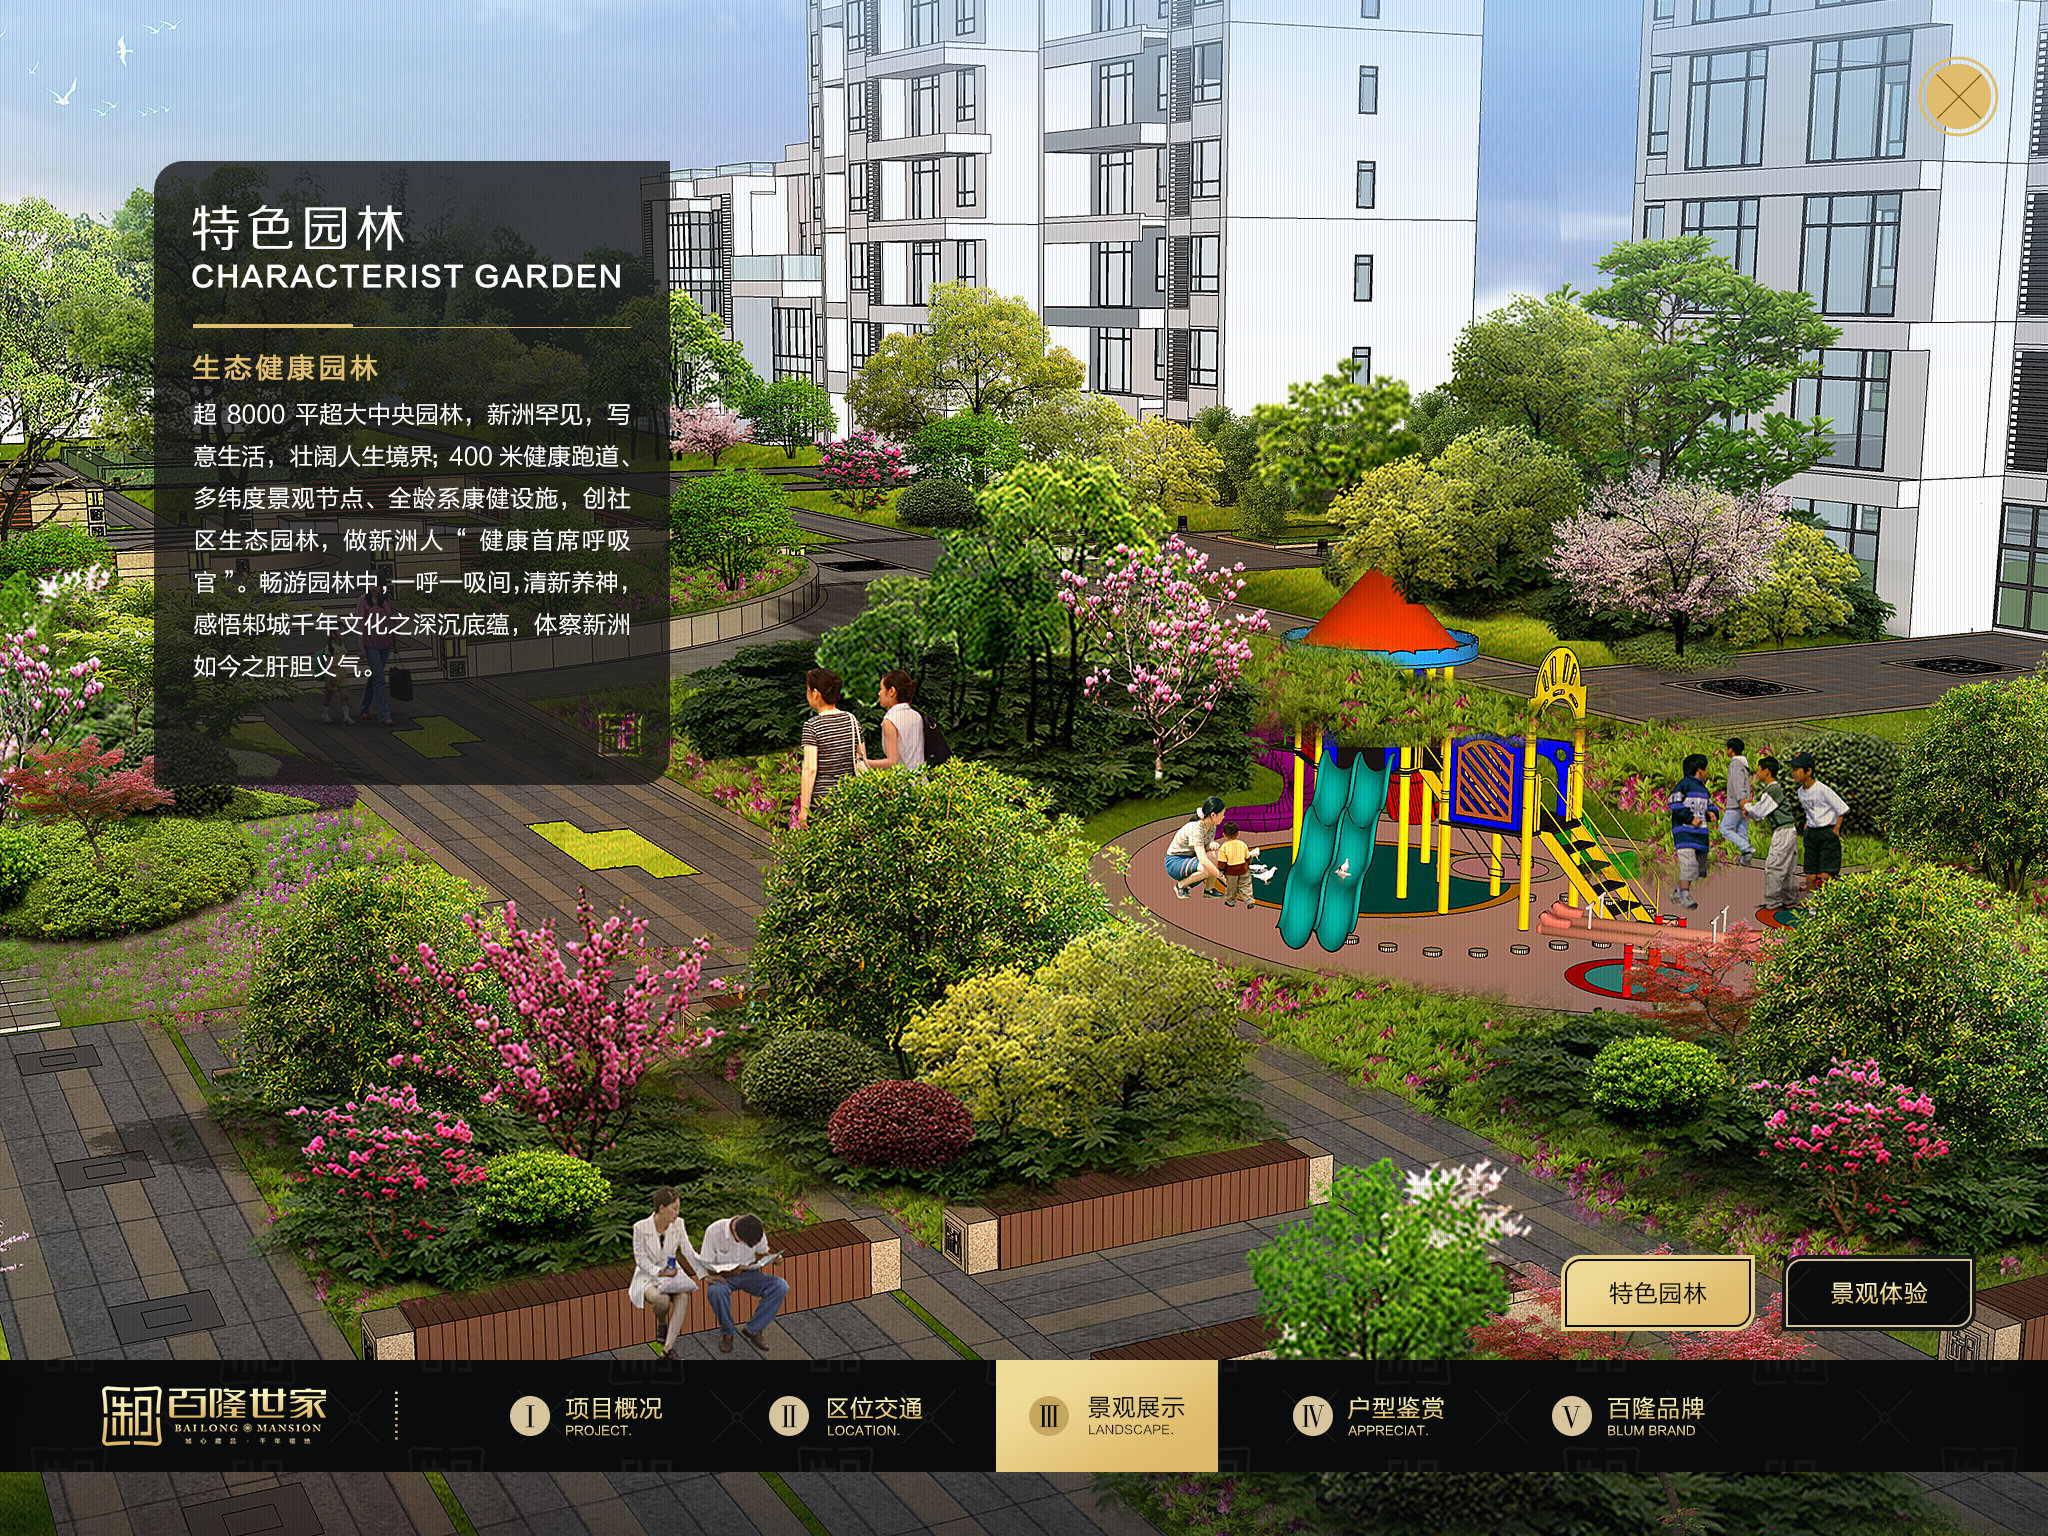 特色园林
CHARACTERIST GARDEN
生态健康园林
超 8000 平超大中央园林，新洲罕见，写
意生活，壮阔人生境界；400 米健康跑道、
多纬度景观节点、全龄系康健设施，创社
区生态园林，做新洲人 “ 健康首席呼吸
官 ”。畅游园林中，一呼一吸间，清新养神，
感悟邾城千年文化之深沉底蕴，体察新洲
如今之肝胆义气。
特色园林
景观体验
百隆世家
BAILONG MANSION
I 项目概况
PROJECT.
II 区位交通
LOCATION.
III 景观展示
LANDSCAPE.
IV 户型鉴赏
APPRECIAT.
V 百隆品牌
BLUM BRAND